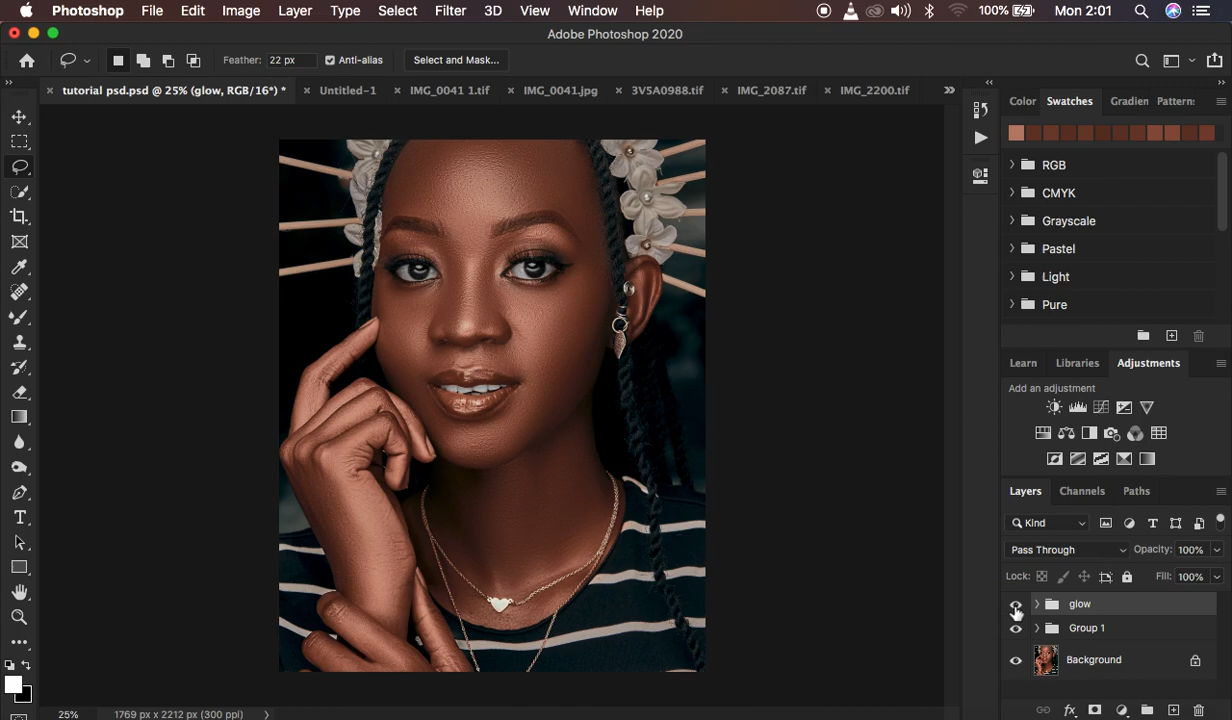 Photoshop File Edit Image Layer Type Select Filter 3D View Window Help 100% Mon 2:01
Adobe Photoshop 2020
Feather: 22 px Anti-alias Select and Mask...
tutorial psd.psd @ 25% (glow, RGB/16*) * Untitled-1 IMG_0041 1.tif IMG_0041.jpg 3V5A0988.tif IMG_2087.tif IMG_2200.tif
Color Swatches Gradien Pattern:
RGB
CMYK
Grayscale
Pastel
Light
Pure
Learn Libraries Adjustments
Add an adjustment
Layers Channels Paths
Kind
Pass Through Opacity: 100%
Lock: Fill: 100%
glow
Group 1
Background
25% 1769 px x 2212 px (300 ppi)